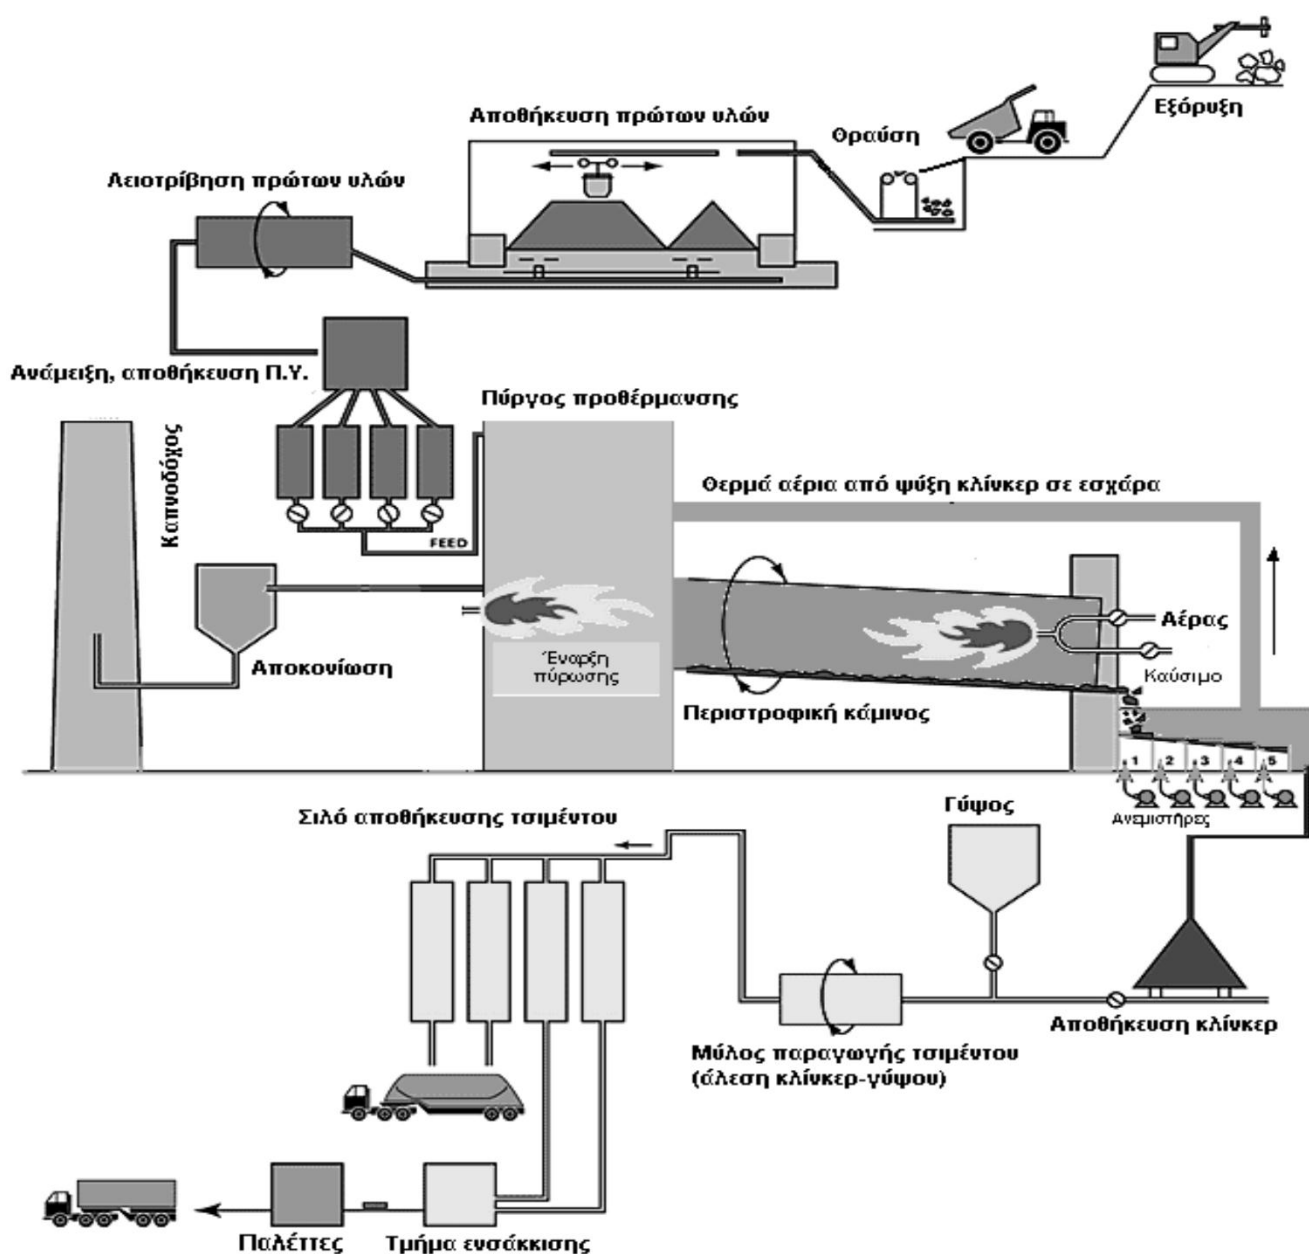 Εξόρυξη
Αποθήκευση πρώτων υλών
Θραύση
Λειοτρίβηση πρώτων υλών
Ανάμειξη, αποθήκευση Π.Υ.
Πύργος προθέρμανσης
Καπνοδόχος
Θερμά αέρια από ψύξη κλίνκερ σε εσχάρα
FEED
Αέρας
Αποκονίωση
Έναρξη
πύρωσης
Καύσιμο
Περιστροφική κάμινος
1 2 3 4 5
Ανεμιστήρες
Σιλό αποθήκευσης τσιμέντου
Γύψος
Αποθήκευση κλίνκερ
Μύλος παραγωγής τσιμέντου
(άλεση κλίνκερ-γύψου)
Παλέττες
Τμήμα ενσάκκισης